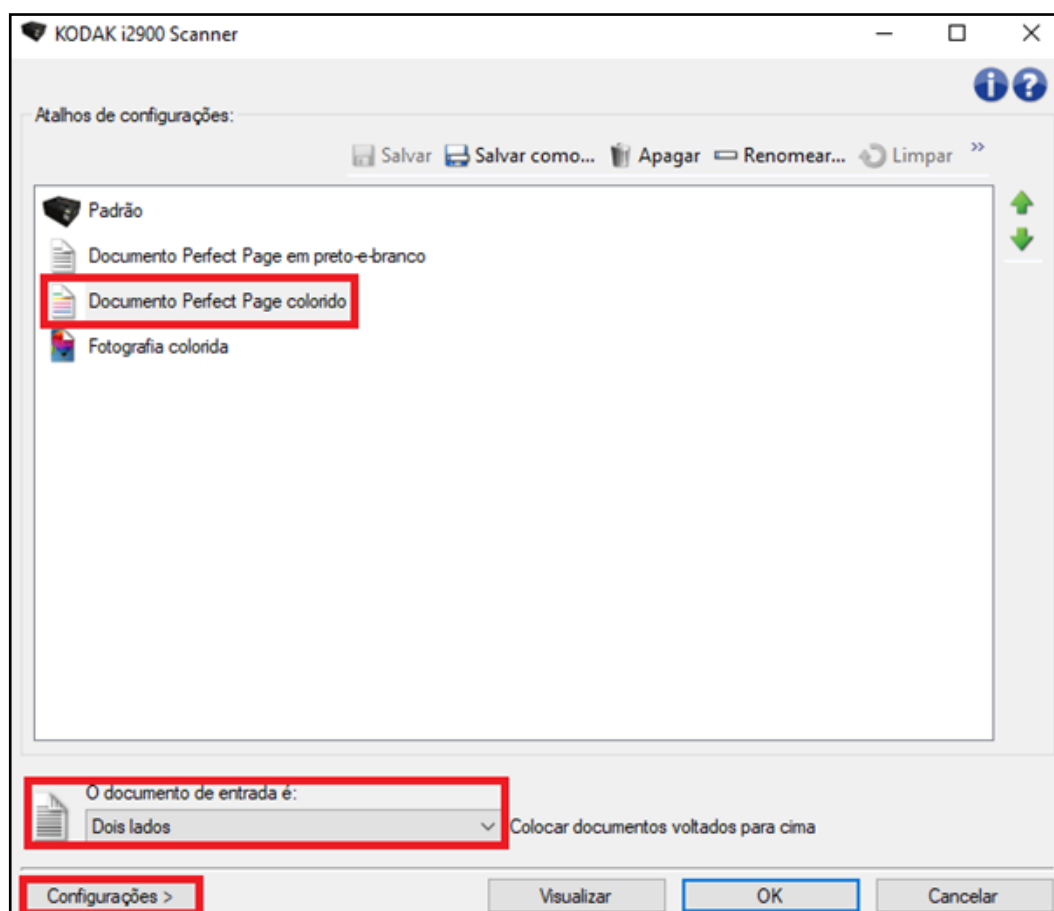 KODAK i2900 Scanner
Atalhos de configurações:
Salvar Salvar como... Apagar Renomear... Limpar »
Padrão
Documento Perfect Page em preto-e-branco
Documento Perfect Page colorido
Fotografia colorida
O documento de entrada é:
Dois lados Colocar documentos voltados para cima
Configurações > Visualizar OK Cancelar